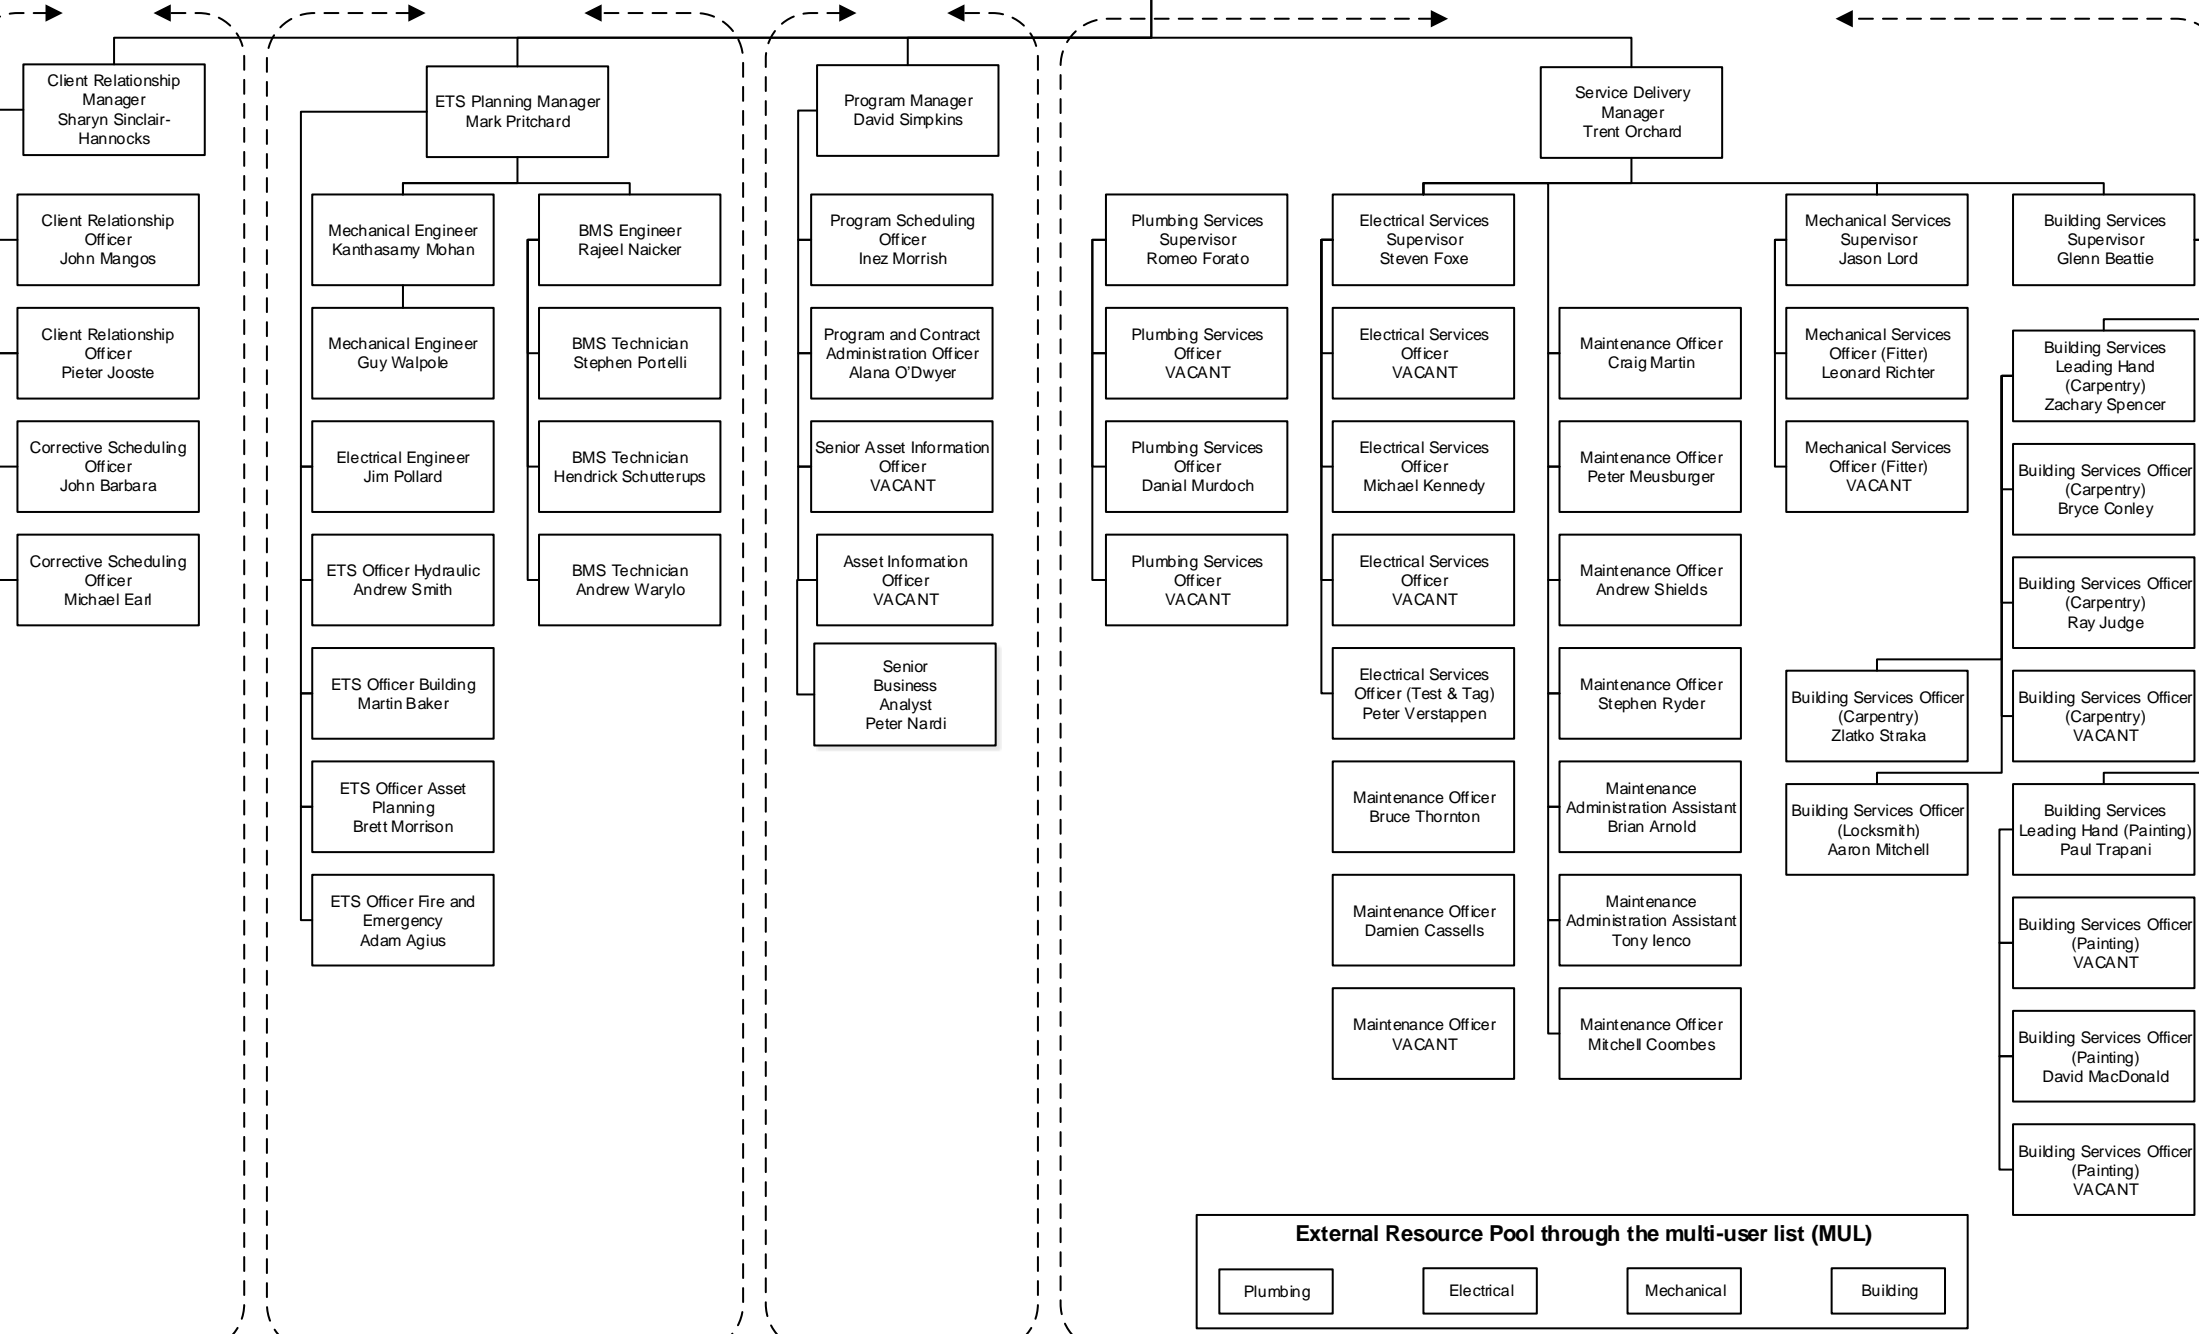 Client Relationship
Manager
Sharyn Sinclair-
Hannocks
Client Relationship
Officer
John Mangos
Client Relationship
Officer
Pieter Jooste
Corrective Scheduling
Officer
John Barbara
Corrective Scheduling
Officer
Michael Earl
ETS Planning Manager
Mark Pritchard
Mechanical Engineer
Kanthasamy Mohan
Mechanical Engineer
Guy Walpole
Electrical Engineer
Jim Pollard
ETS Officer Hydraulic
Andrew Smith
ETS Officer Building
Martin Baker
ETS Officer Asset
Planning
Brett Morrison
ETS Officer Fire and
Emergency
Adam Agius
BMS Engineer
Rajeel Naicker
BMS Technician
Stephen Portelli
BMS Technician
Hendrick Schutterups
BMS Technician
Andrew Warylo
Program Manager
David Simpkins
Program Scheduling
Officer
Inez Morrish
Program and Contract
Administration Officer
Alana O'Dwyer
Senior Asset Information
Officer
VACANT
Asset Information
Officer
VACANT
Senior
Business
Analyst
Peter Nardi
Service Delivery
Manager
Trent Orchard
Plumbing Services
Supervisor
Romeo Forato
Plumbing Services
Officer
VACANT
Plumbing Services
Officer
Danial Murdoch
Plumbing Services
Officer
VACANT
Electrical Services
Supervisor
Steven Foxe
Electrical Services
Officer
VACANT
Electrical Services
Officer
Michael Kennedy
Electrical Services
Officer
VACANT
Electrical Services
Officer (Test & Tag)
Peter Verstappen
Maintenance Officer
Bruce Thornton
Maintenance Officer
Damien Cassells
Maintenance Officer
VACANT
Maintenance Officer
Craig Martin
Maintenance Officer
Peter Meusburger
Maintenance Officer
Andrew Shields
Maintenance Officer
Stephen Ryder
Maintenance
Administration Assistant
Brian Arnold
Maintenance
Administration Assistant
Tony Ienco
Maintenance Officer
Mitchell Coombes
Mechanical Services
Supervisor
Jason Lord
Mechanical Services
Officer (Fitter)
Leonard Richter
Mechanical Services
Officer (Fitter)
VACANT
Building Services Officer
(Carpentry)
Zlatko Straka
Building Services Officer
(Locksmith)
Aaron Mitchell
Building Services
Supervisor
Glenn Beattie
Building Services
Leading Hand
(Carpentry)
Zachary Spencer
Building Services Officer
(Carpentry)
Bryce Conley
Building Services Officer
(Carpentry)
Ray Judge
Building Services Officer
(Carpentry)
VACANT
Building Services
Leading Hand (Painting)
Paul Trapani
Building Services Officer
(Painting)
VACANT
Building Services Officer
(Painting)
David MacDonald
Building Services Officer
(Painting)
VACANT
External Resource Pool through the multi-user list (MUL)
Plumbing
Electrical
Mechanical
Building